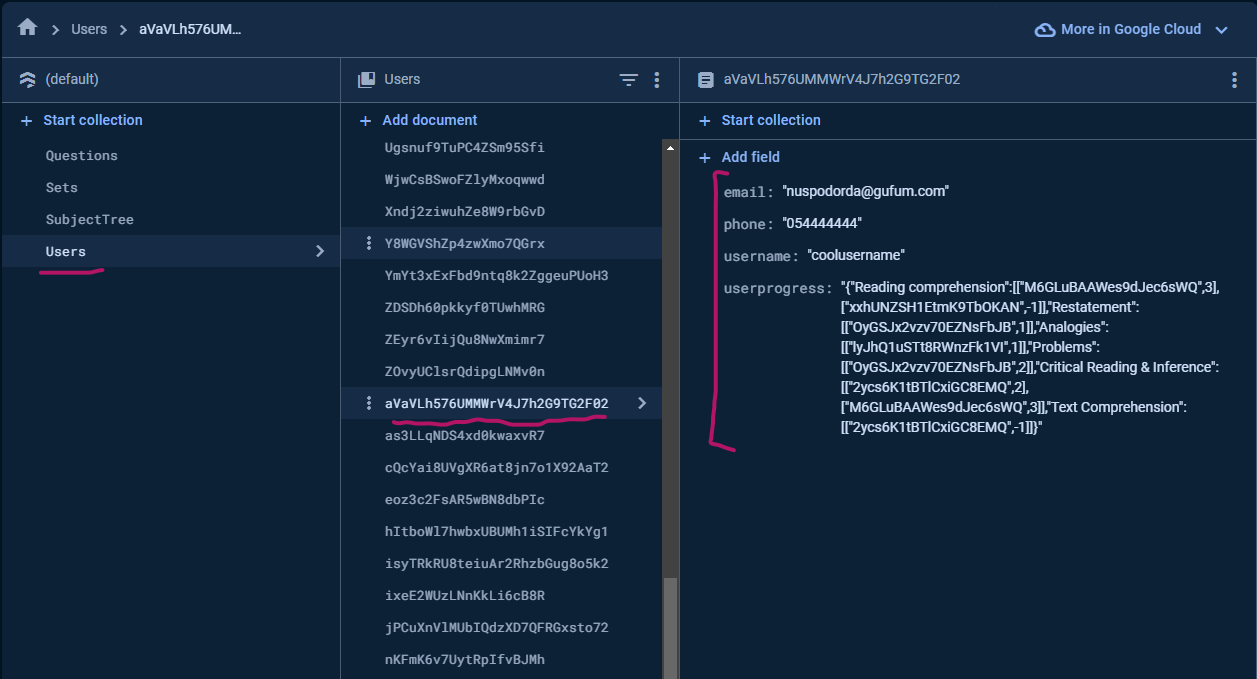 Users
aVaVLh576UM...
More in Google Cloud
(default)
Users
aVaVLh576UMMWrV4J7h2G9TG2F02
Start collection
Questions
Sets
SubjectTree
Users
Add document
Ugsnuf9TuPC4ZSm95Sfi
WjwCsBSwoFZlyMxoqwwd
Xndj2ziwuhZe8W9rbGvD
Y8WGVShZp4zwXmo7QGrx
YmYt3xExFbd9ntq8k2ZggeuPUoH3
ZDSDh60pkkyf0TUwhMRG
ZEyr6vIijQu8NwXmimr7
ZOvyUClsrQdipgLNMv0n
aVaVLh576UMMWrV4J7h2G9TG2F02
as3LLqNDS4xd0kwaxvR7
cQcYai8UVgXR6at8jn7o1X92AaT2
eoz3c2FsAR5wBN8dbPIc
hItboWl7hwbxUBUMh1iSIFcYkYg1
isyTRkRU8teiuAr2RhzbGug8o5k2
ixeE2WUzLNnKkLi6cB8R
jPCuXnVlMUbIQdzXD7QFRGxsto72
nKFmK6v7UytRpIfvBJMh
Start collection
Add field
email: "nuspodorda@gufum.com"
phone: "054444444"
username: "coolusername"
userprogress: "{"Reading comprehension":[["M6GLuBAAWes9dJec6sWQ",3],
["xxhUNZSH1EtmK9TbOKAN",-1]],"Restatement":
[["OyGSJx2vzv70EZNsFbJB",1]],"Analogies":
[["IyJhQ1uSTt8RWnzFk1VI",1]],"Problems":
[["OyGSJx2vzv70EZNsFbJB",2]],"Critical Reading & Inference":
[["2ycs6K1tBTlCxiGC8EMQ",2],
["M6GLuBAAWes9dJec6sWQ",3]],"Text Comprehension":
[["2ycs6K1tBTlCxiGC8EMQ",-1]]}"